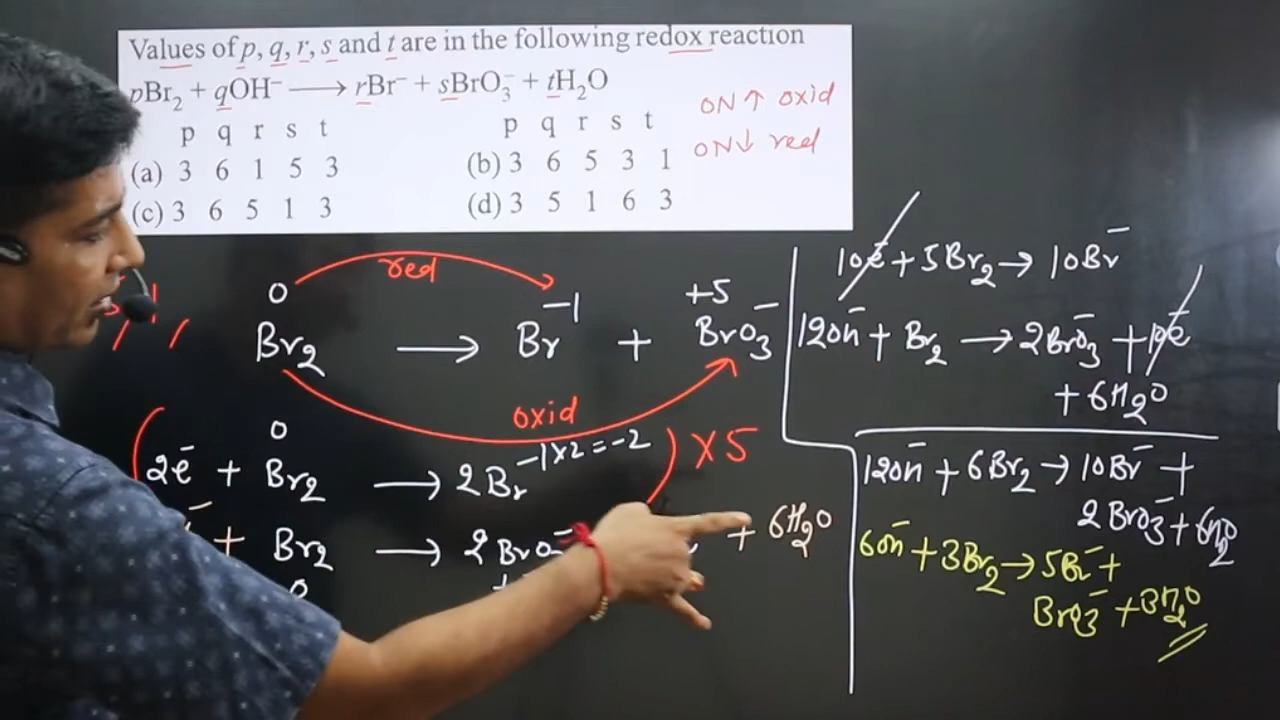 Values of p, q, r, s and t are in the following redox reaction
pBr₂ + qOH⁻ ⟶ rBr⁻ + sBrO₃⁻ + tH₂O
p q r s t
(a) 3 6 1 5 3
(c) 3 6 5 1 3
p q r s t
(b) 3 6 5 3 1
(d) 3 5 1 6 3
ON↑ oxid
ON↓ red
red
0 -1 +5
Br₂ → Br + BrO₃⁻
oxid
0
2e⁻ + Br₂ → 2Br -1×2=-2 ) ×5
+ Br₂ → 2BrO + 6H₂O
0
10e⁻ + 5Br₂ → 10Br⁻
12OH⁻ + Br₂ → 2BrO₃⁻ + 10e⁻
+ 6H₂O
12OH⁻ + 6Br₂ → 10Br⁻ +
2BrO₃⁻ + 6H₂O
6OH⁻ + 3Br₂ → 5Br⁻ +
BrO₃⁻ + 3H₂O